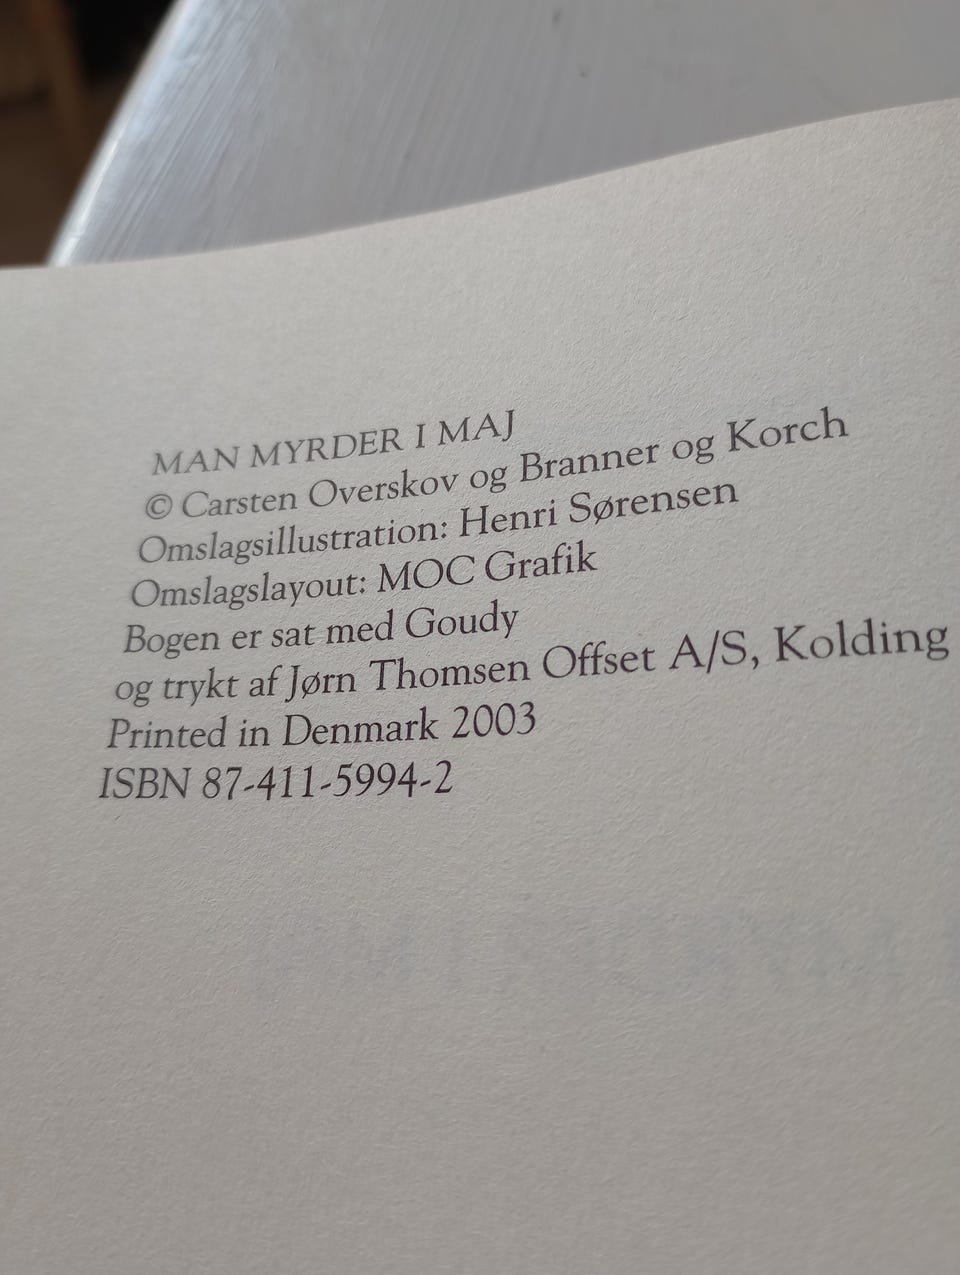 MAN MYRDER I MAJ
© Carsten Overskov og Branner og Korch
Omslagsillustration: Henri Sørensen
Omslagslayout: MOC Grafik
Bogen er sat med Goudy
og trykt af Jørn Thomsen Offset A/S, Kolding
Printed in Denmark 2003
ISBN 87-411-5994-2